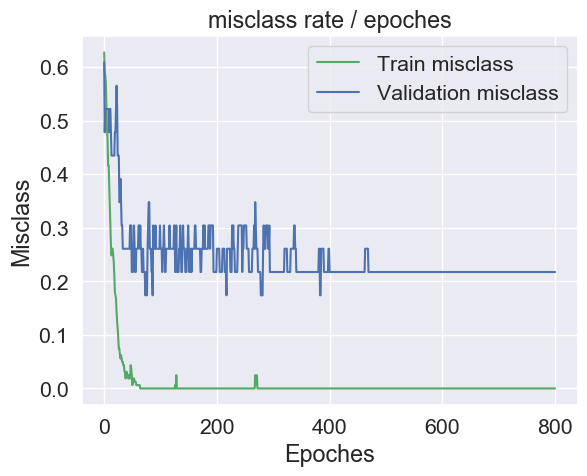 misclass rate / epoches
Train misclass
Validation misclass
Misclass
0.6
0.5
0.4
0.3
0.2
0.1
0.0
0 200 400 600 800
Epoches